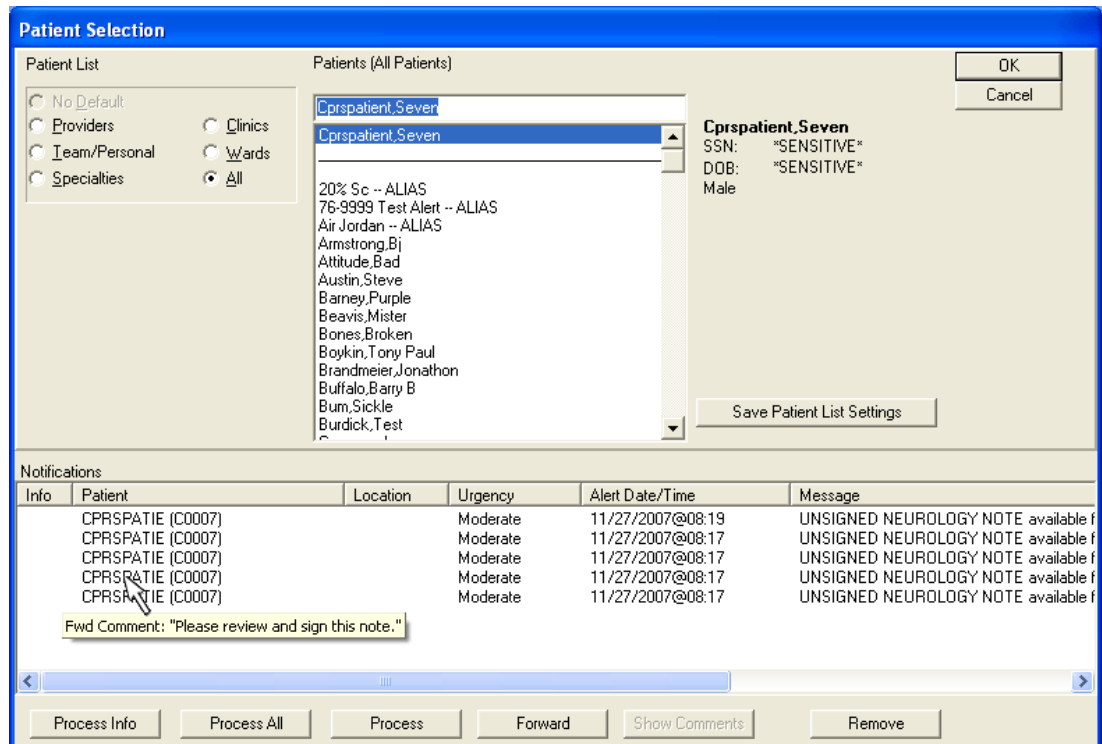 Patient Selection
Patient List
No Default
Providers
Clinics
Team/Personal
Wards
Specialties
All
Patients (All Patients)
Cprspatient,Seven
Cprspatient,Seven
20% Sc -- ALIAS
76-9999 Test Alert -- ALIAS
Air Jordan -- ALIAS
Armstrong,Bj
Attitude,Bad
Austin,Steve
Barney,Purple
Beavis,Mister
Bones,Broken
Boykin,Tony Paul
Brandmeier,Jonathon
Buffalo,Barry B
Bum,Sickle
Burdick,Test
OK
Cancel
Cprspatient,Seven
SSN: *SENSITIVE*
DOB: *SENSITIVE*
Male
Save Patient List Settings
Notifications
Info Patient Location Urgency Alert Date/Time Message
CPRSPATIE (C0007) Moderate 11/27/2007@08:19 UNSIGNED NEUROLOGY NOTE available f
CPRSPATIE (C0007) Moderate 11/27/2007@08:17 UNSIGNED NEUROLOGY NOTE available f
CPRSPATIE (C0007) Moderate 11/27/2007@08:17 UNSIGNED NEUROLOGY NOTE available f
CPRSPATIE (C0007) Moderate 11/27/2007@08:17 UNSIGNED NEUROLOGY NOTE available f
CPRSPATIE (C0007) Moderate 11/27/2007@08:17 UNSIGNED NEUROLOGY NOTE available f
Fwd Comment: "Please review and sign this note."
Process Info Process All Process Forward Show Comments Remove